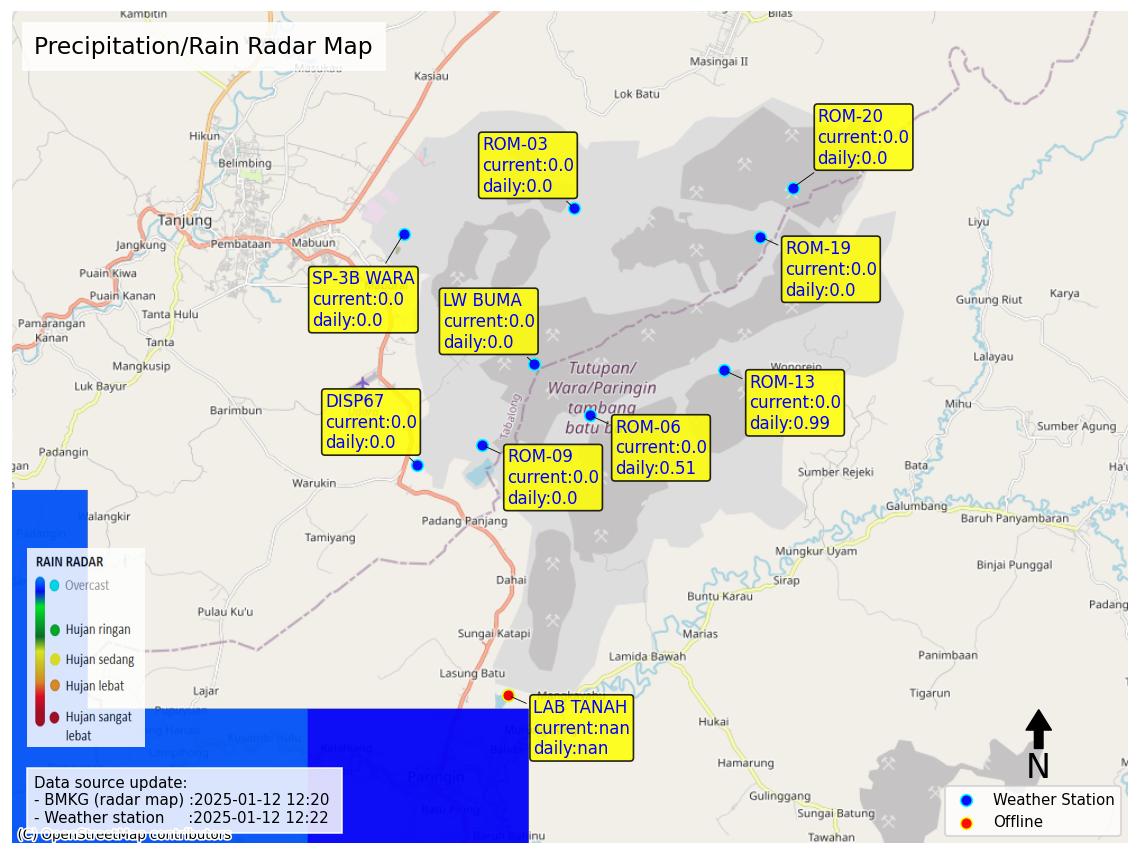 Precipitation/Rain Radar Map
Kambitin
Bilas
Masukau
Kasiau
Masingai II
Lok Batu
Hikun
Belimbing
ROM-03
current:0.0
daily:0.0
ROM-20
current:0.0
daily:0.0
Tanjung
Jangkung
Pembataan
Mabuun
Liyu
ROM-19
current:0.0
daily:0.0
Puain Kiwa
Puain Kanan
SP-3B WARA
current:0.0
daily:0.0
LW BUMA
current:0.0
daily:0.0
Gunung Riut
Karya
Tanta Hulu
Pamarangan
Kanan
Tanta
Mangkusip
Luk Bayur
Lalayau
Wonorejo
Tutupan/
Wara/Paringin
tambang
batu b
ROM-13
current:0.0
daily:0.99
Barimbun
DISP67
current:0.0
daily:0.0
Tabalong
ROM-06
current:0.0
daily:0.51
Mihu
Sumber Agung
gan
ROM-09
current:0.0
daily:0.0
Warukin
Sumber Rejeki
Bata
Galumbang
Baruh Panyambaran
Walangkir
Padangin
Padang Panjang
Tamiyang
Mungkur Uyam
Binjai Punggal
RAIN RADAR
Overcast
Hujan ringan
Hujan sedang
Hujan lebat
Hujan sangat
lebat
Dahai
Sirap
Buntu Karau
Padang
Pulau Ku'u
Sungai Katapi
Marias
Lamida Bawah
Panimbaan
Lasung Batu
Lajar
Tigarun
LAB TANAH
current:nan
daily:nan
Hukai
Hamarung
Paringin
Gulinggang
Sungai Batung
Tawahan
N
Data source update:
- BMKG (radar map) :2025-01-12 12:20
- Weather station :2025-01-12 12:22
(C) OpenStreetMap contributors
Weather Station
Offline